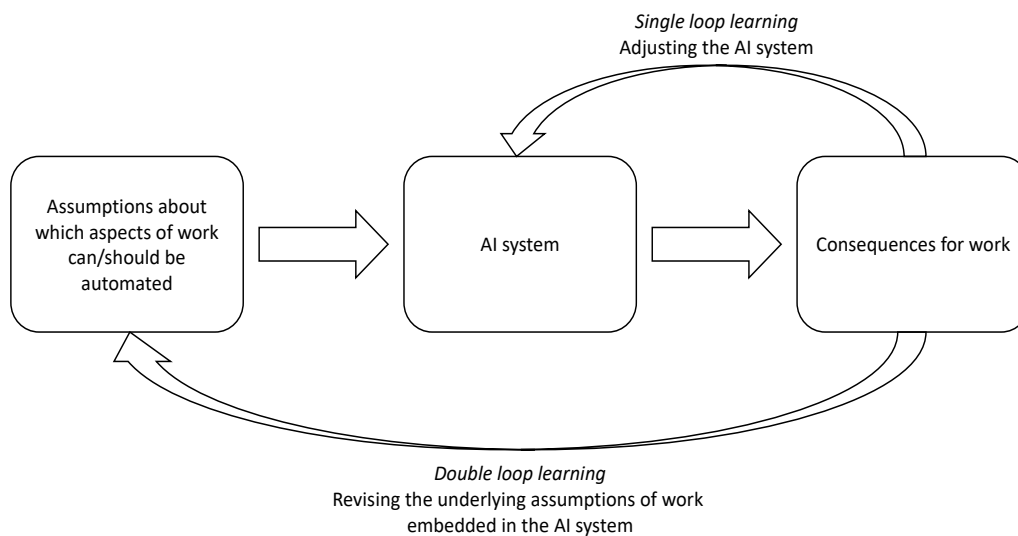 Single loop learning
Adjusting the AI system
Assumptions about
which aspects of work
can/should be
automated
AI system
Consequences for work
Double loop learning
Revising the underlying assumptions of work
embedded in the AI system